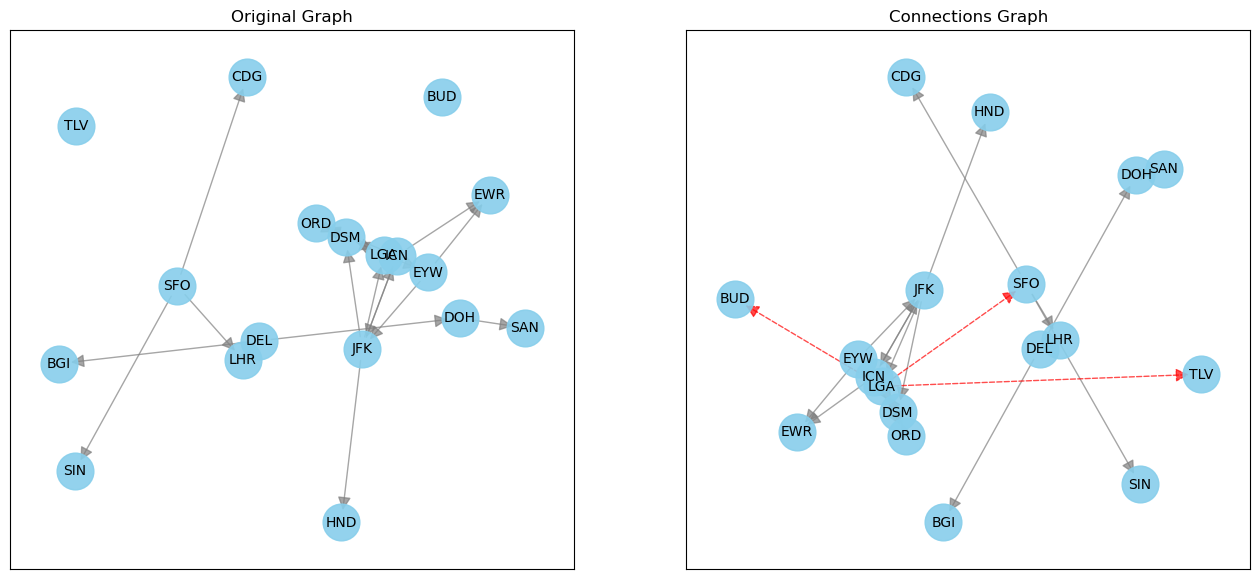 Original Graph
CDG
BUD
TLV
EWR
ORD
DSM
LGA
ICN
EYW
SFO
DOH
SAN
DEL
JFK
LHR
BGI
SIN
HND
Connections Graph
CDG
HND
SAN
DOH
SFO
JFK
BUD
LHR
DEL
EYW
TLV
ICN
LGA
DSM
EWR
ORD
SIN
BGI